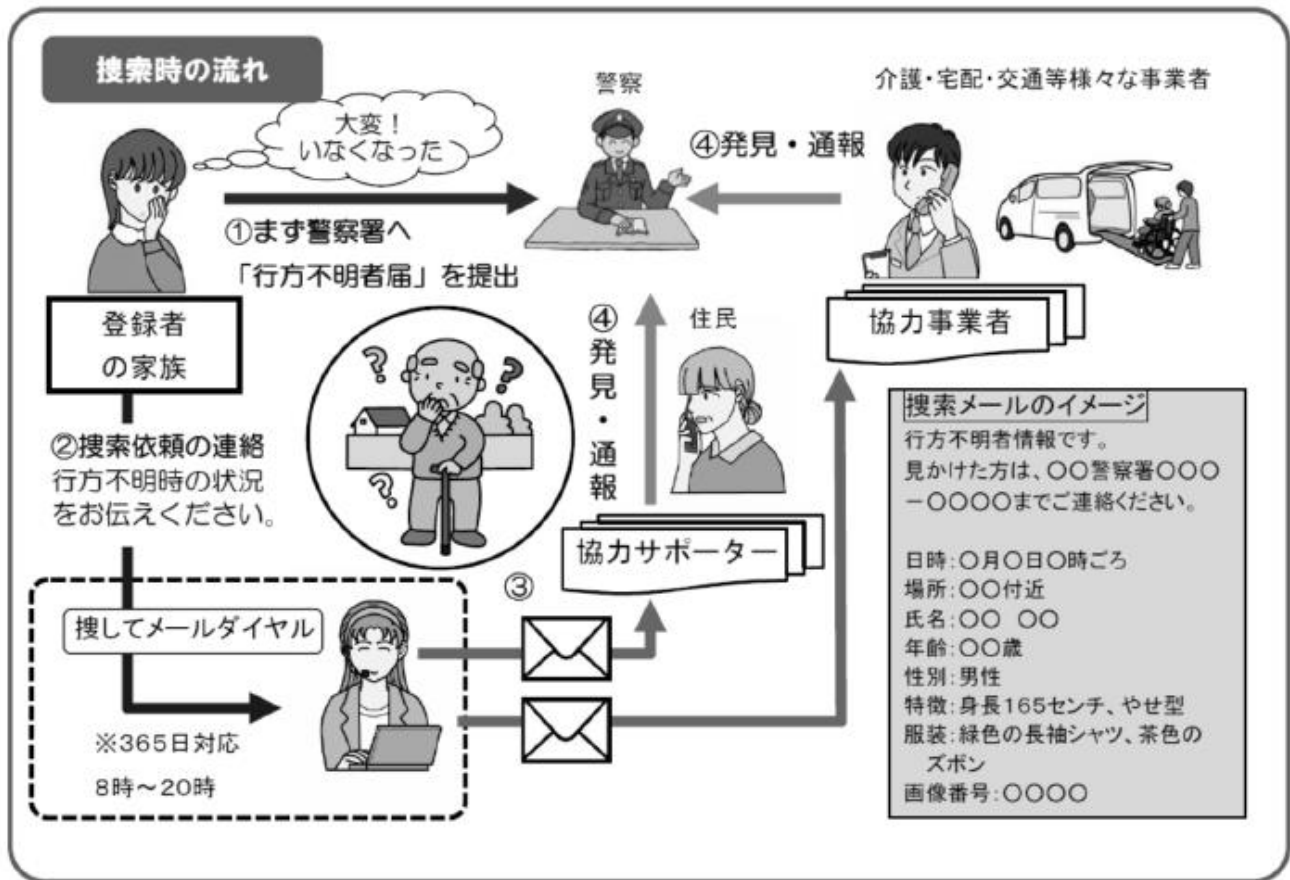 捜索時の流れ
大変！
いなくなった
警察
介護・宅配・交通等様々な事業者
④発見・通報
①まず警察署へ
「行方不明者届」を提出
登録者
の家族
②捜索依頼の連絡
行方不明時の状況
をお伝えください。
？
？
？
④発見・通報
住民
協力事業者
協力サポーター
③
捜してメールダイヤル
※365日対応
8時～20時
捜索メールのイメージ
行方不明者情報です。
見かけた方は、〇〇警察署〇〇〇
－〇〇〇〇までご連絡ください。
日時：〇月〇日〇時ごろ
場所：〇〇付近
氏名：〇〇　〇〇
年齢：〇〇歳
性別：男性
特徴：身長165センチ、やせ型
服装：緑色の長袖シャツ、茶色の
ズボン
画像番号：〇〇〇〇